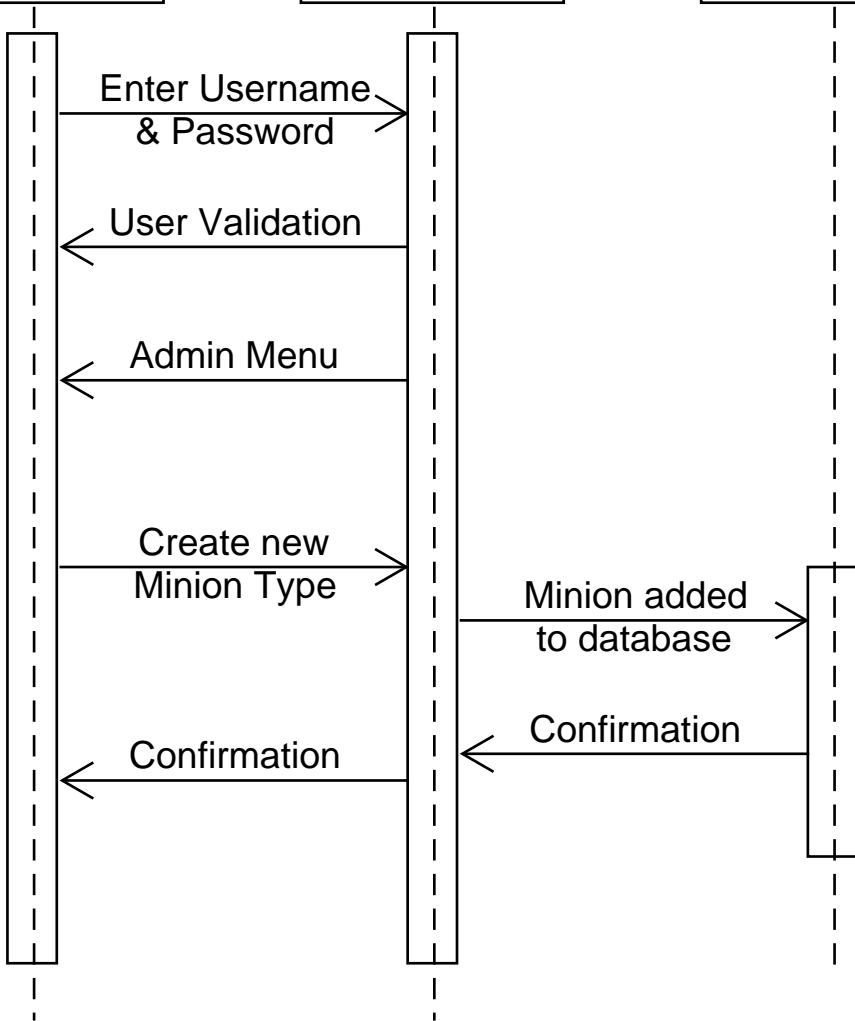 Enter Username
& Password
User Validation
Admin Menu
Create new
Minion Type
Minion added
to database
Confirmation
Confirmation